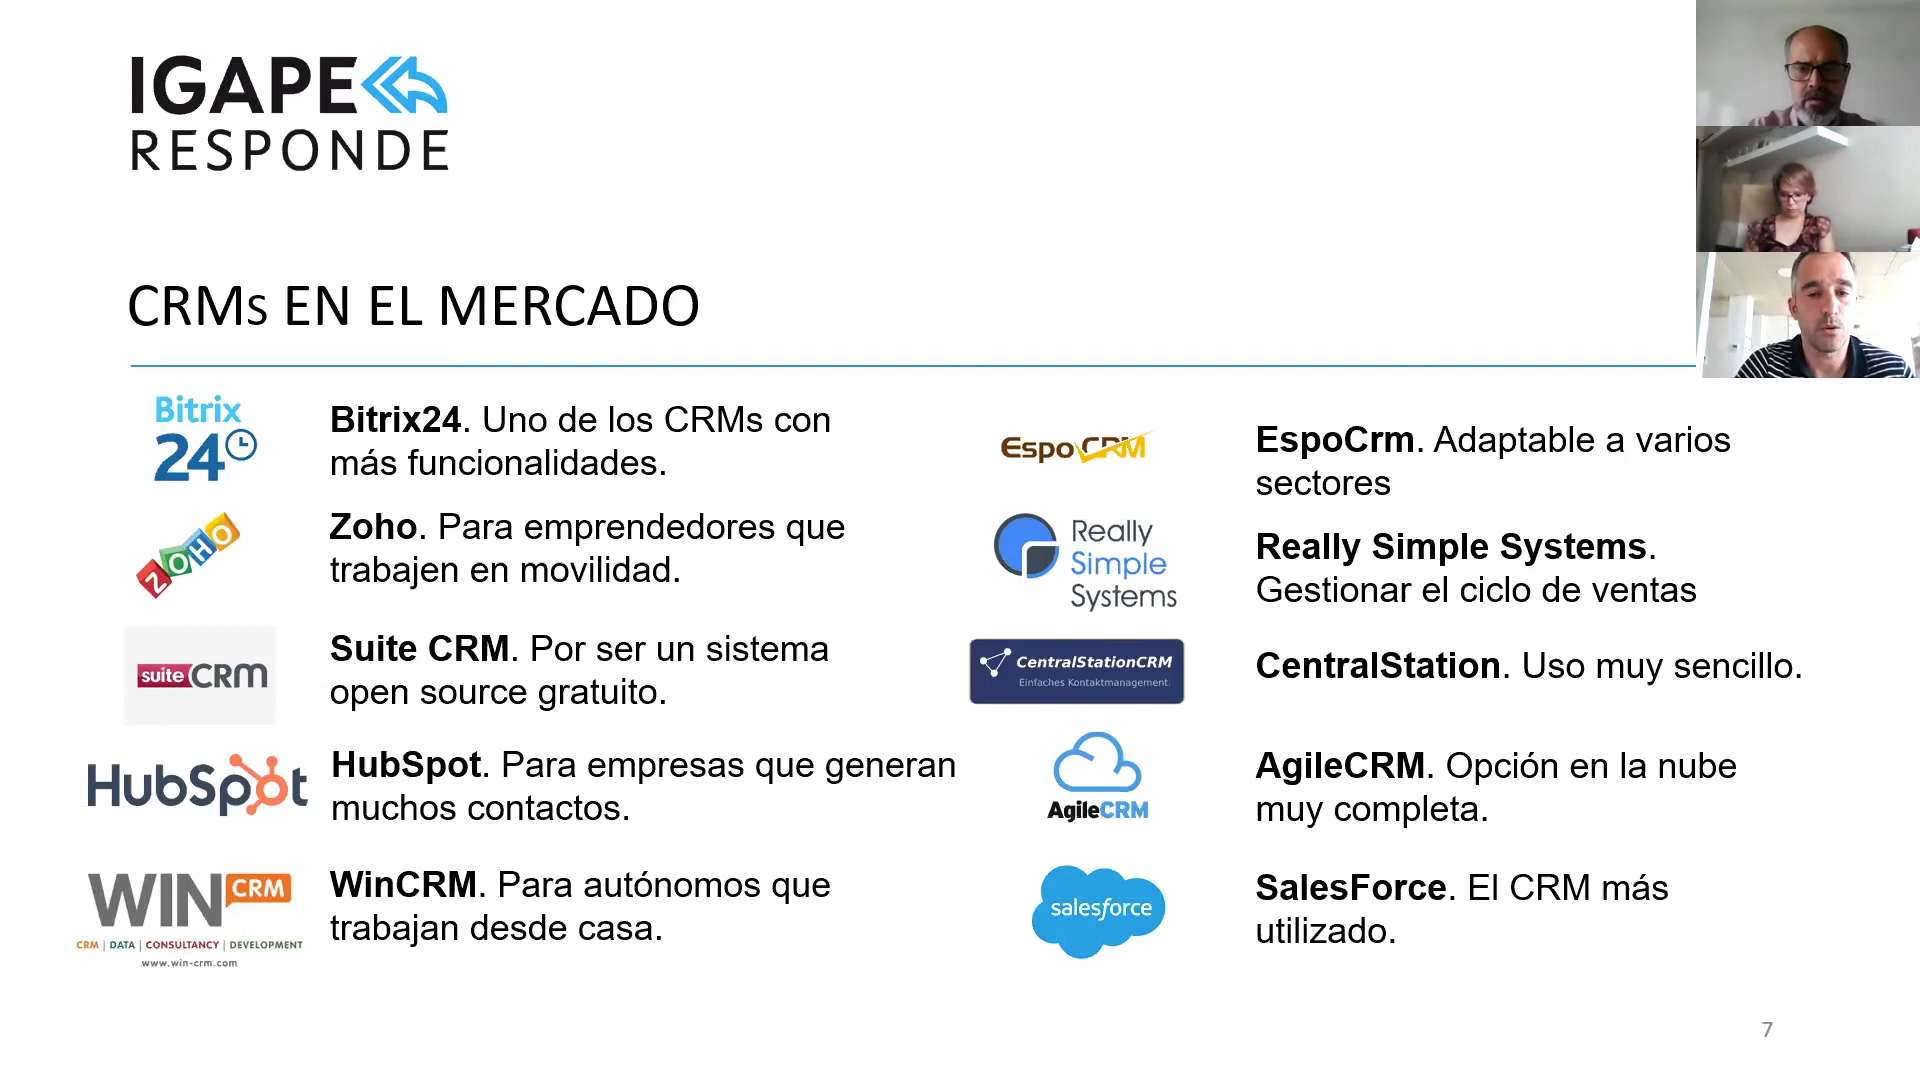 IGAPE
RESPONDE
CRMs EN EL MERCADO
Bitrix
24
Bitrix24. Uno de los CRMs con
más funcionalidades.
ZOHO
Zoho. Para emprendedores que
trabajen en movilidad.
suiteCRM
Suite CRM. Por ser un sistema
open source gratuito.
HubSpot
HubSpot. Para empresas que generan
muchos contactos.
WIN CRM
CRM | DATA | CONSULTANCY | DEVELOPMENT
www.win-crm.com
WinCRM. Para autónomos que
trabajan desde casa.
EspoCRM
EspoCrm. Adaptable a varios
sectores
Really
Simple
Systems
Really Simple Systems.
Gestionar el ciclo de ventas
CentralStationCRM
Einfaches Kontaktmanagement.
CentralStation. Uso muy sencillo.
AgileCRM
AgileCRM. Opción en la nube
muy completa.
salesforce
SalesForce. El CRM más
utilizado.
7